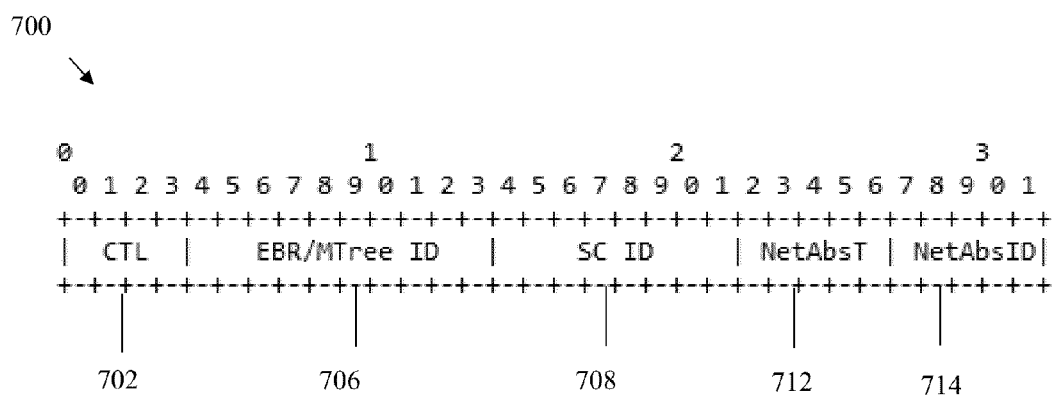 700
0 1 2 3
0 1 2 3 4 5 6 7 8 9 0 1 2 3 4 5 6 7 8 9 0 1 2 3 4 5 6 7 8 9 0 1
+-+-+-+-+-+-+-+-+-+-+-+-+-+-+-+-+-+-+-+-+-+-+-+-+-+-+-+-+-+-+-+-+
| CTL | EBR/MTree ID | SC ID | NetAbsT | NetAbsID|
+-+-+-+-+-+-+-+-+-+-+-+-+-+-+-+-+-+-+-+-+-+-+-+-+-+-+-+-+-+-+-+-+
702 706 708 712 714